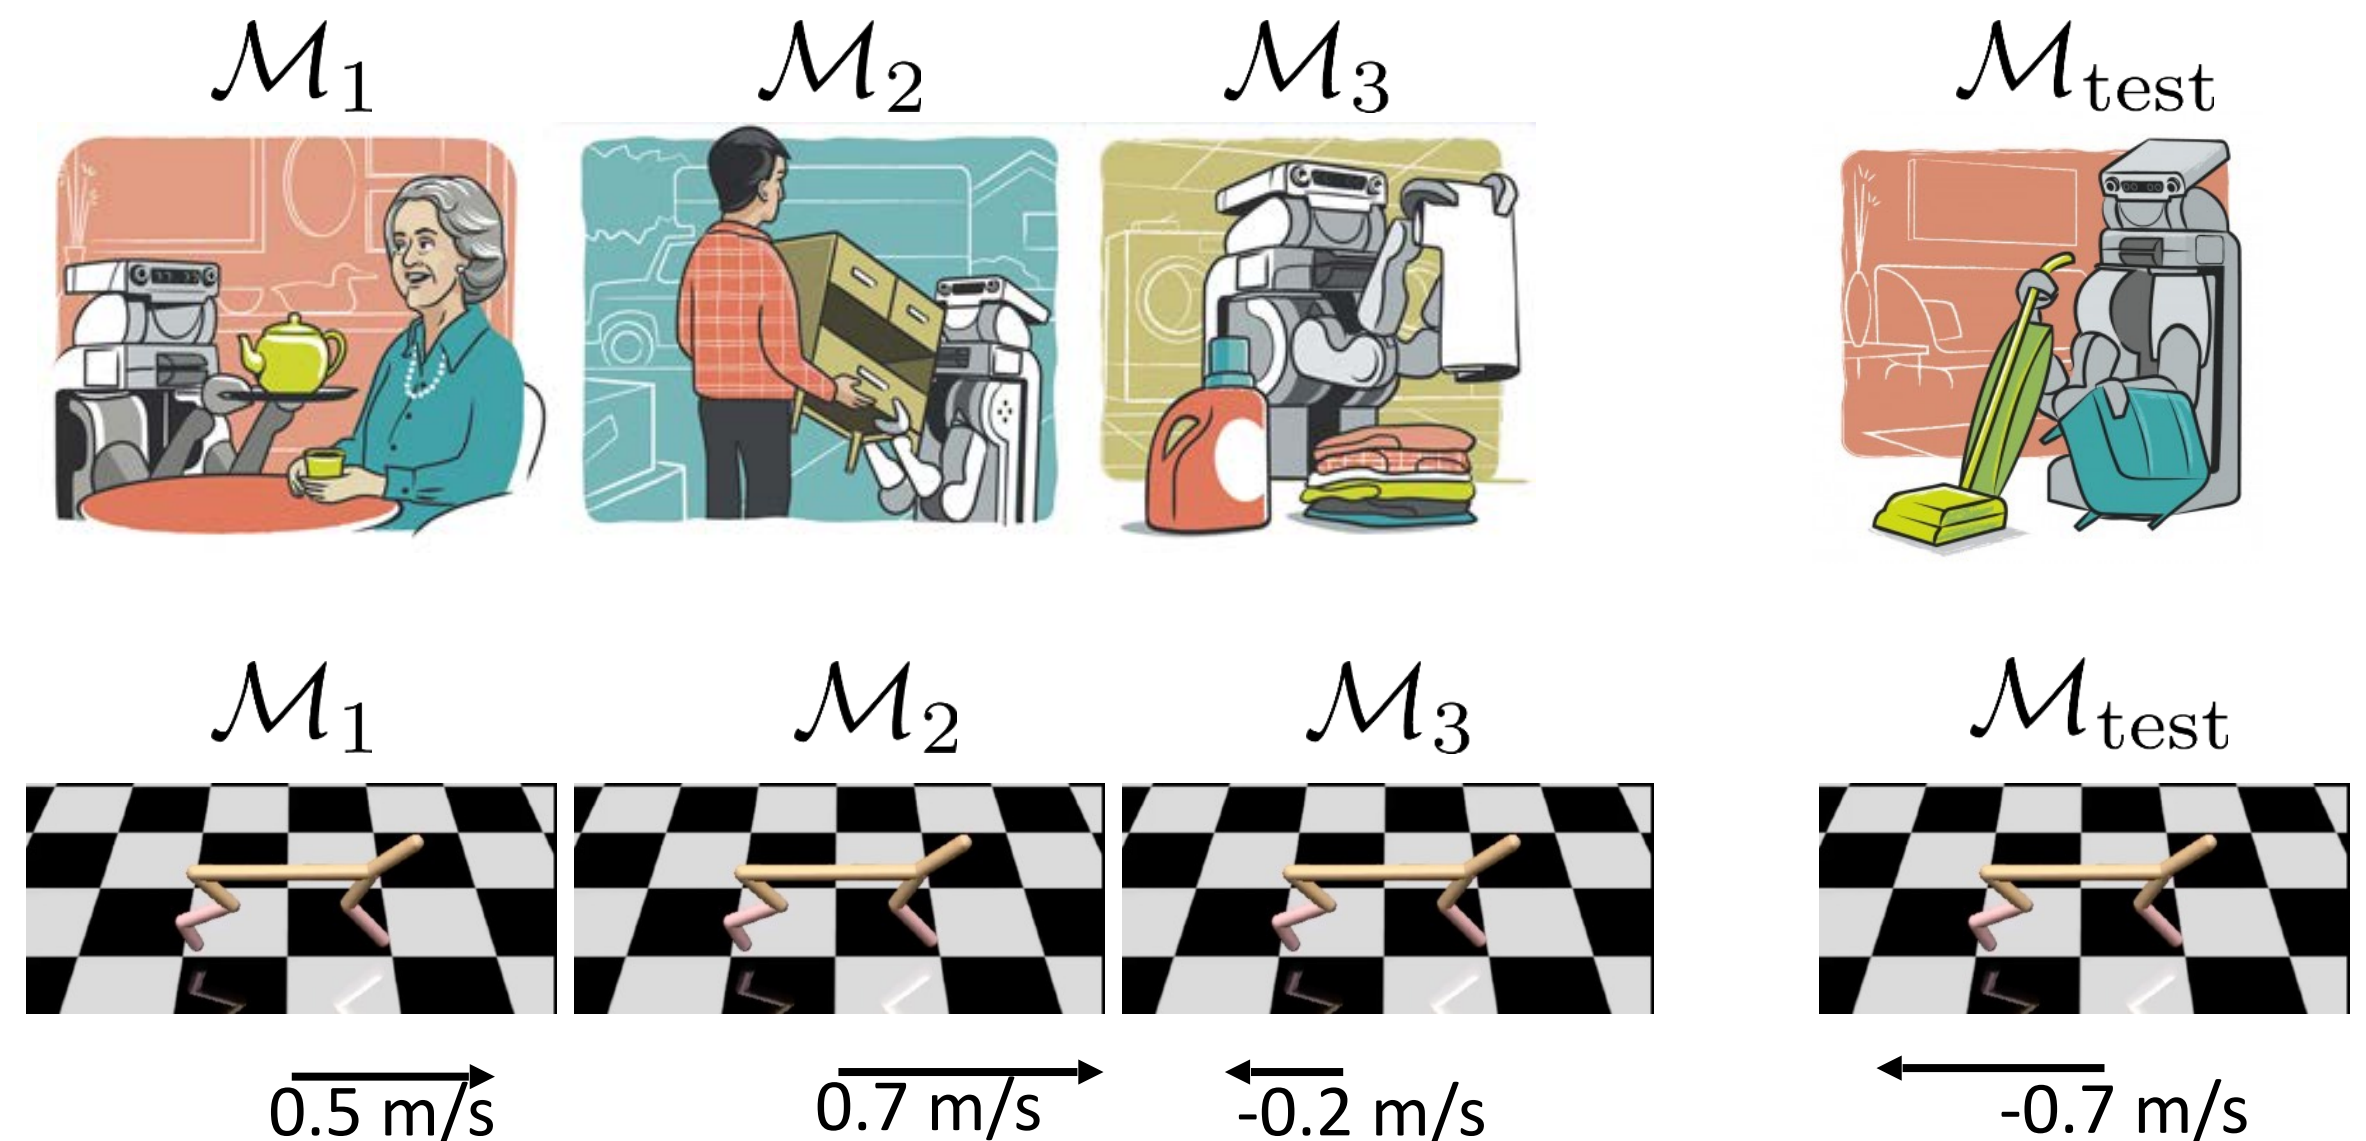 ℳ₁ ℳ₂ ℳ₃ ℳtest
ℳ₁ ℳ₂ ℳ₃ ℳtest
0.5 m/s 0.7 m/s -0.2 m/s -0.7 m/s